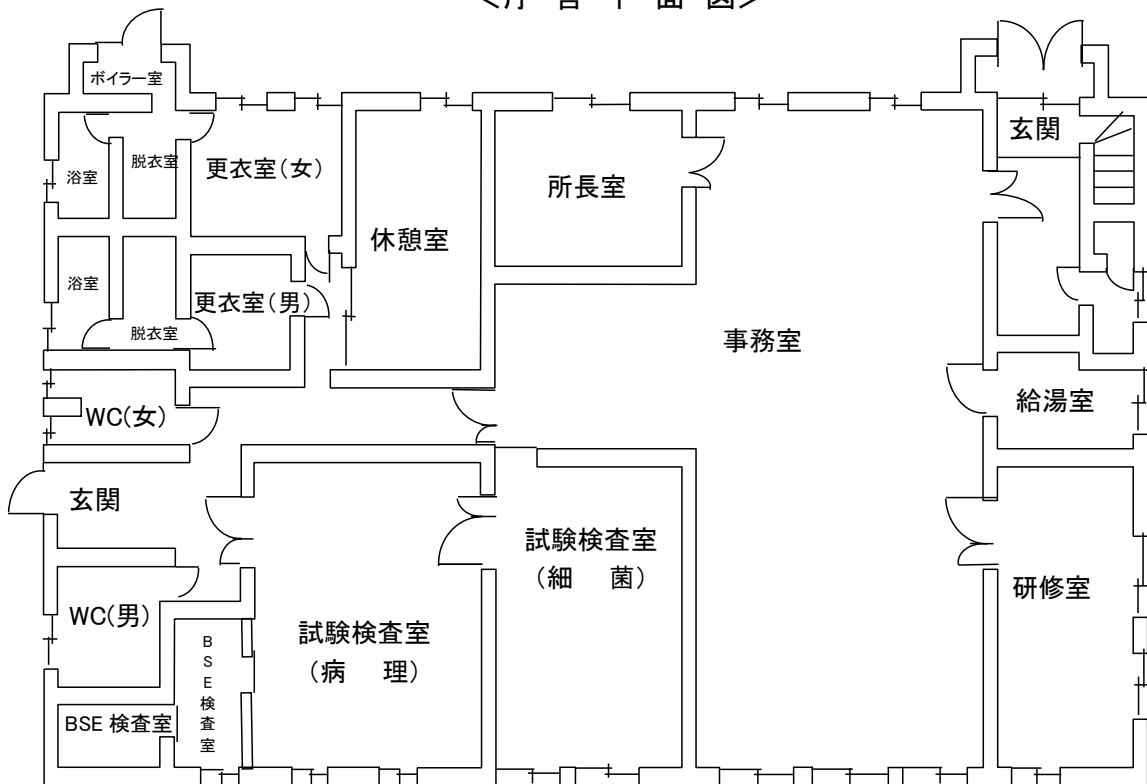 <庁 舎 平 面 図>
ボイラー室
浴室
脱衣室
更衣室(女)
休憩室
所長室
玄関
浴室
脱衣室
更衣室(男)
事務室
WC(女)
給湯室
玄関
試験検査室
(細 菌)
研修室
WC(男)
試験検査室
(病 理)
BSE検査室
BSE 検査室